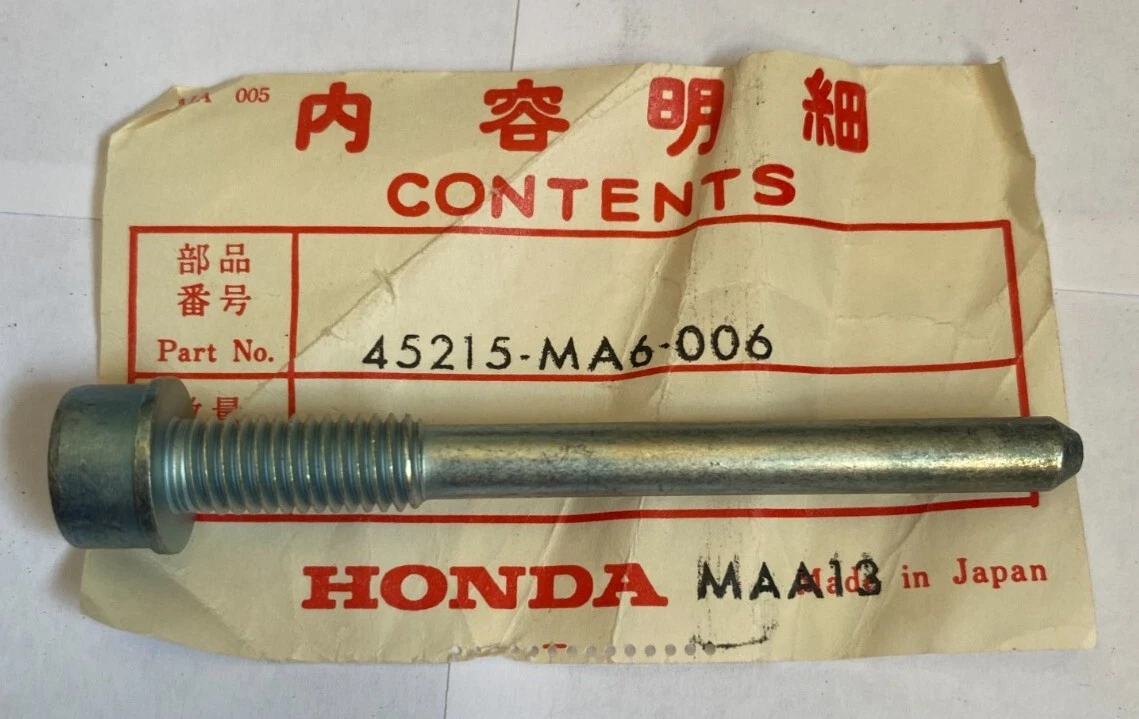 005
内容明細
CONTENTS
部品
番号
Part No.
45215-MA6-006
HONDA MAA13 Made in Japan